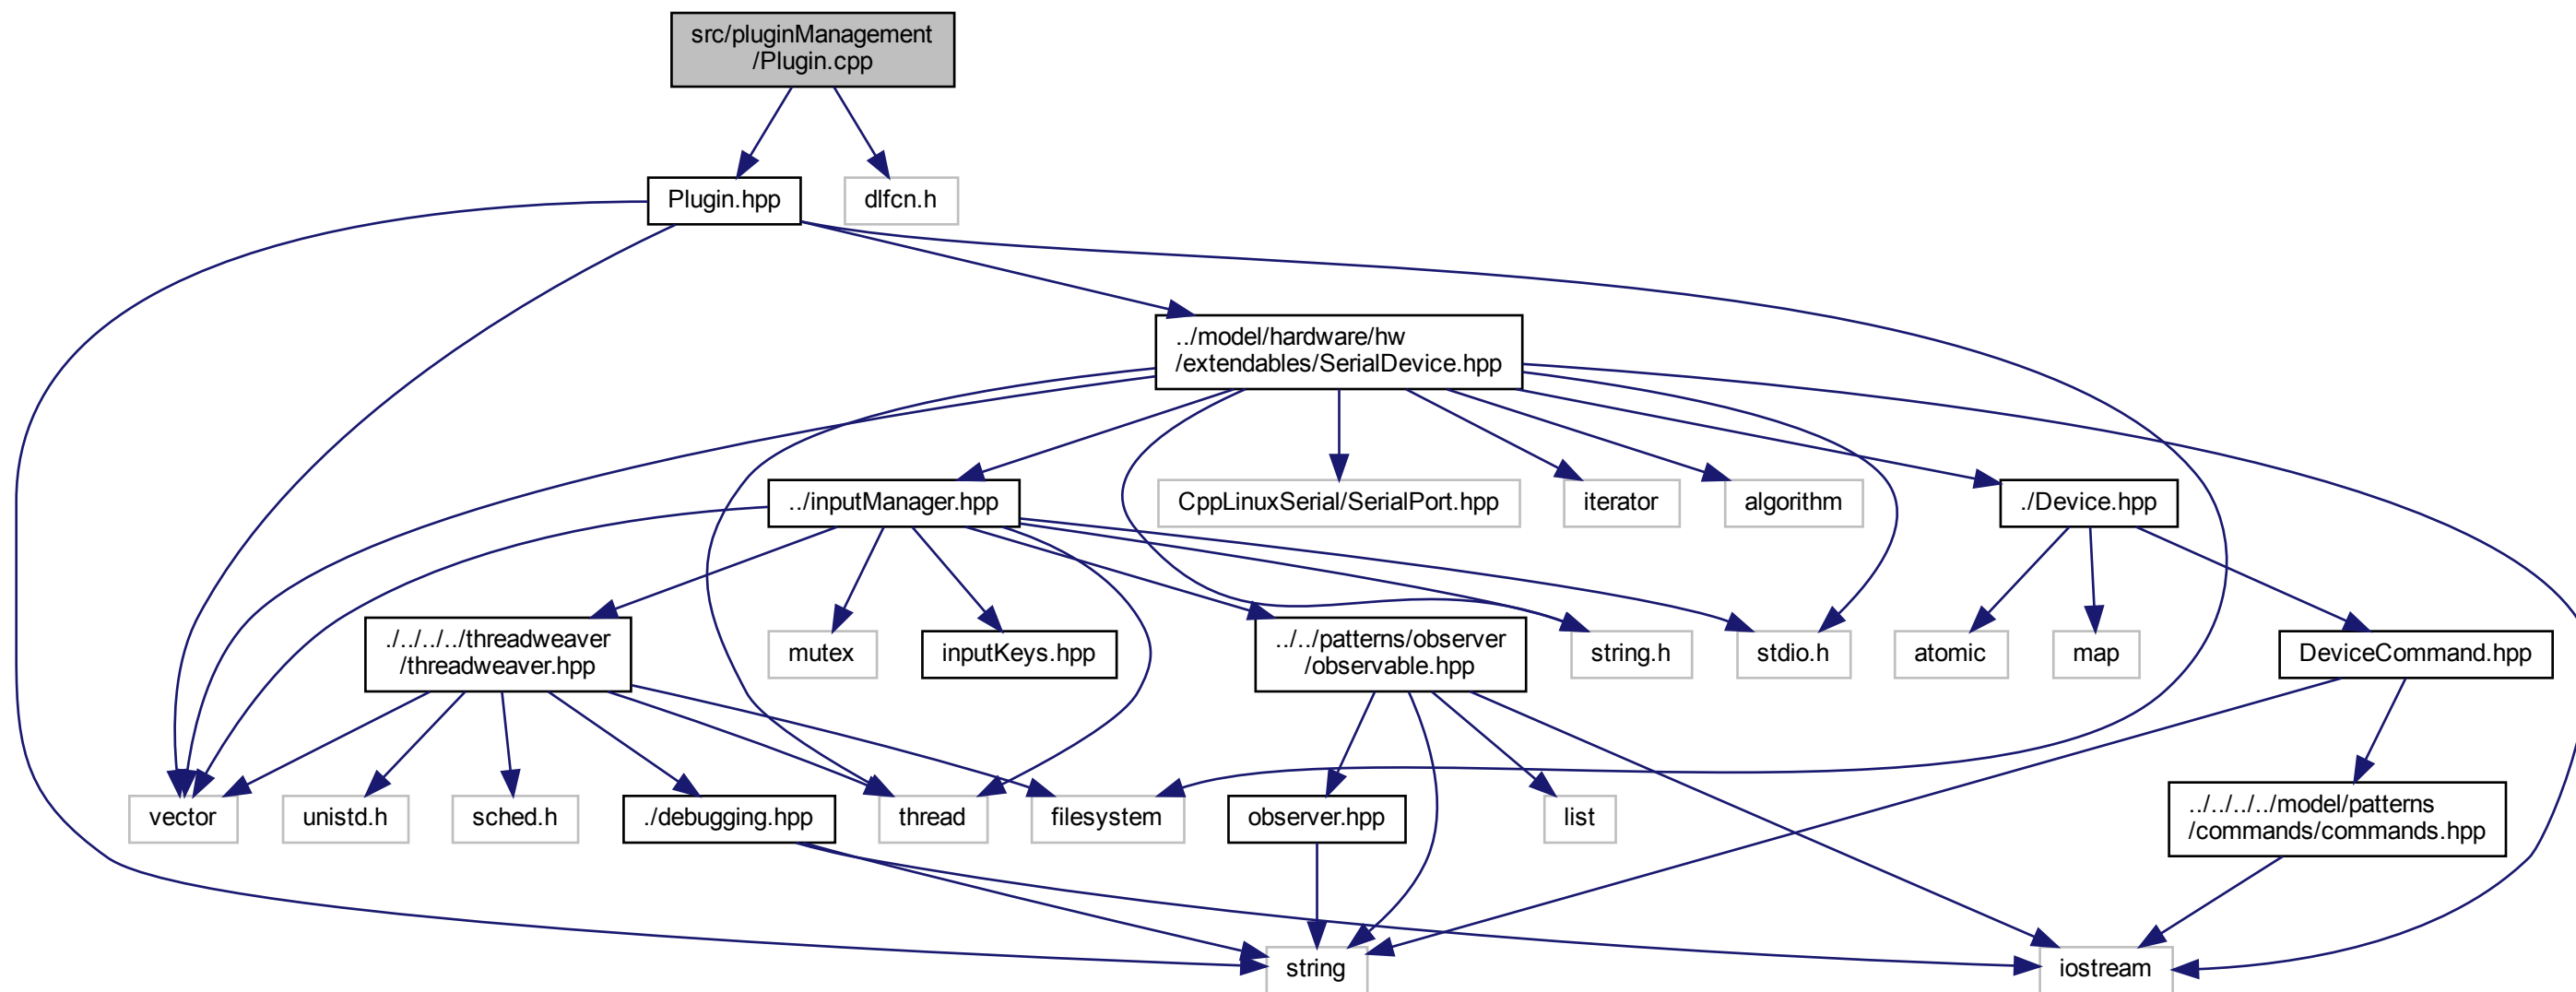 src/pluginManagement
/Plugin.cpp
Plugin.hpp
dlfcn.h
../model/hardware/hw
/extendables/SerialDevice.hpp
../inputManager.hpp
CppLinuxSerial/SerialPort.hpp
iterator
algorithm
./Device.hpp
./../../../threadweaver
/threadweaver.hpp
mutex
inputKeys.hpp
../../patterns/observer
/observable.hpp
string.h
stdio.h
atomic
map
DeviceCommand.hpp
vector
unistd.h
sched.h
./debugging.hpp
thread
filesystem
observer.hpp
list
../../../../model/patterns
/commands/commands.hpp
string
iostream